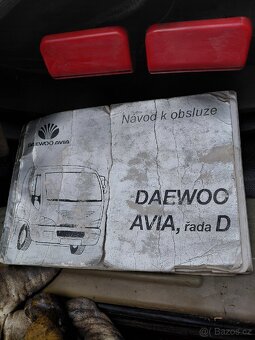 DAEWOO AVIA
Návod k obsluze
DAEWOO
AVIA, řada D
Bazos.cz